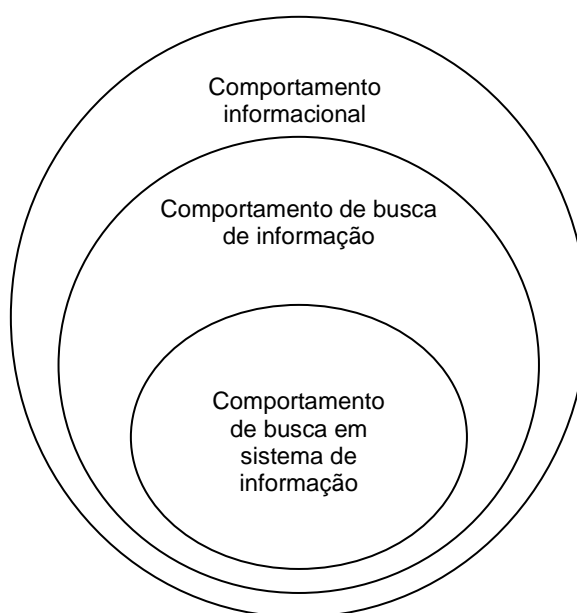 Comportamento
informacional
Comportamento de busca
de informação
Comportamento
de busca em
sistema de
informação